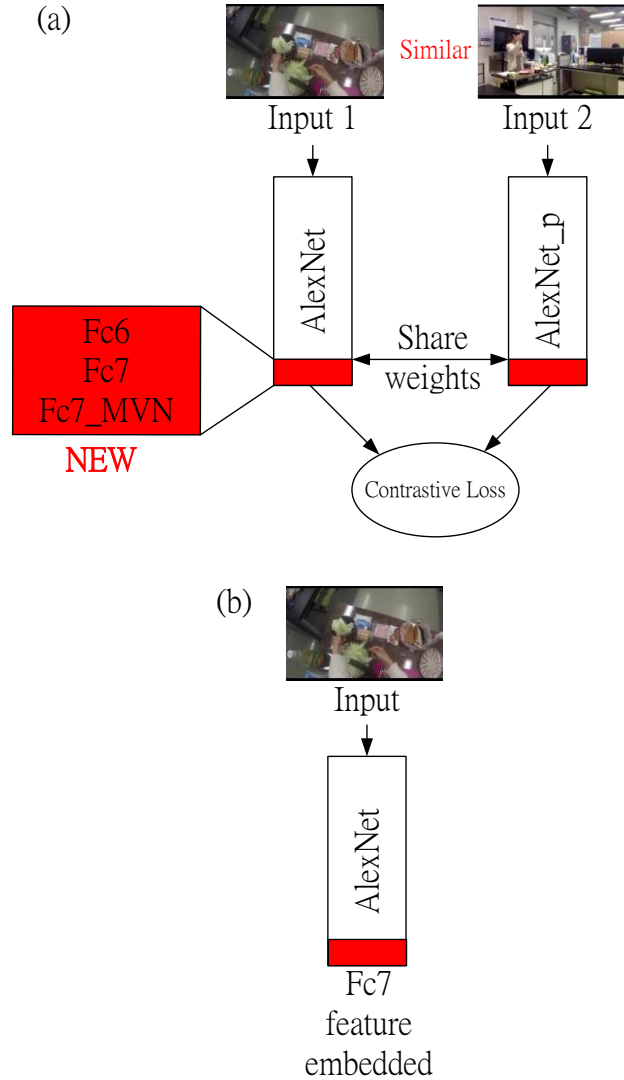 (a)
Similar
Input 1
Input 2
AlexNet
AlexNet_p
Fc6
Fc7
Fc7_MVN
NEW
Share
weights
Contrastive Loss
(b)
Input
AlexNet
Fc7
feature
embedded